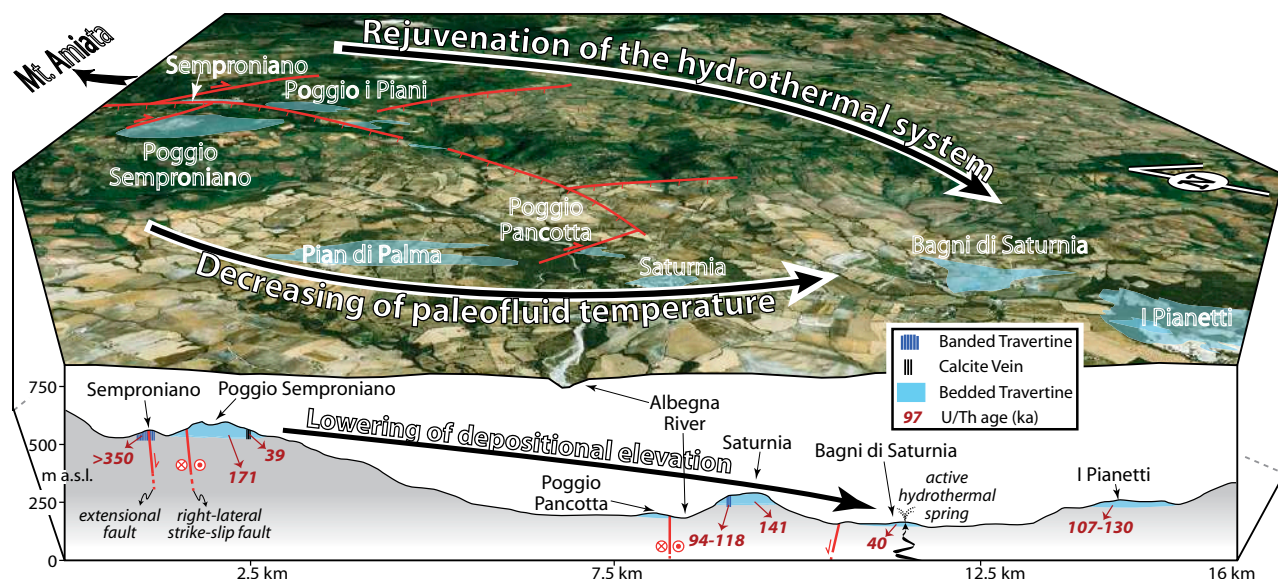 Mt. Amiata
Rejuvenation of the hydrothermal system
Semproniano
Poggio i Piani
Poggio
Semproniano
N
Poggio
Pancotta
Pian di Palma
Bagni di Saturnia
Saturnia
Decreasing of paleofluid temperature
I Pianetti
Banded Travertine
Calcite Vein
Bedded Travertine
97 U/Th age (ka)
750
500
m a.s.l.
250
0
Semproniano
Poggio Semproniano
Albegna
River
Lowering of depositional elevation
Saturnia
Bagni di Saturnia
I Pianetti
active
hydrothermal
spring
Poggio
Pancotta
>350
171
39
94-118
141
40
107-130
extensional
fault
right-lateral
strike-slip fault
2.5 km
7.5 km
12.5 km
16 km